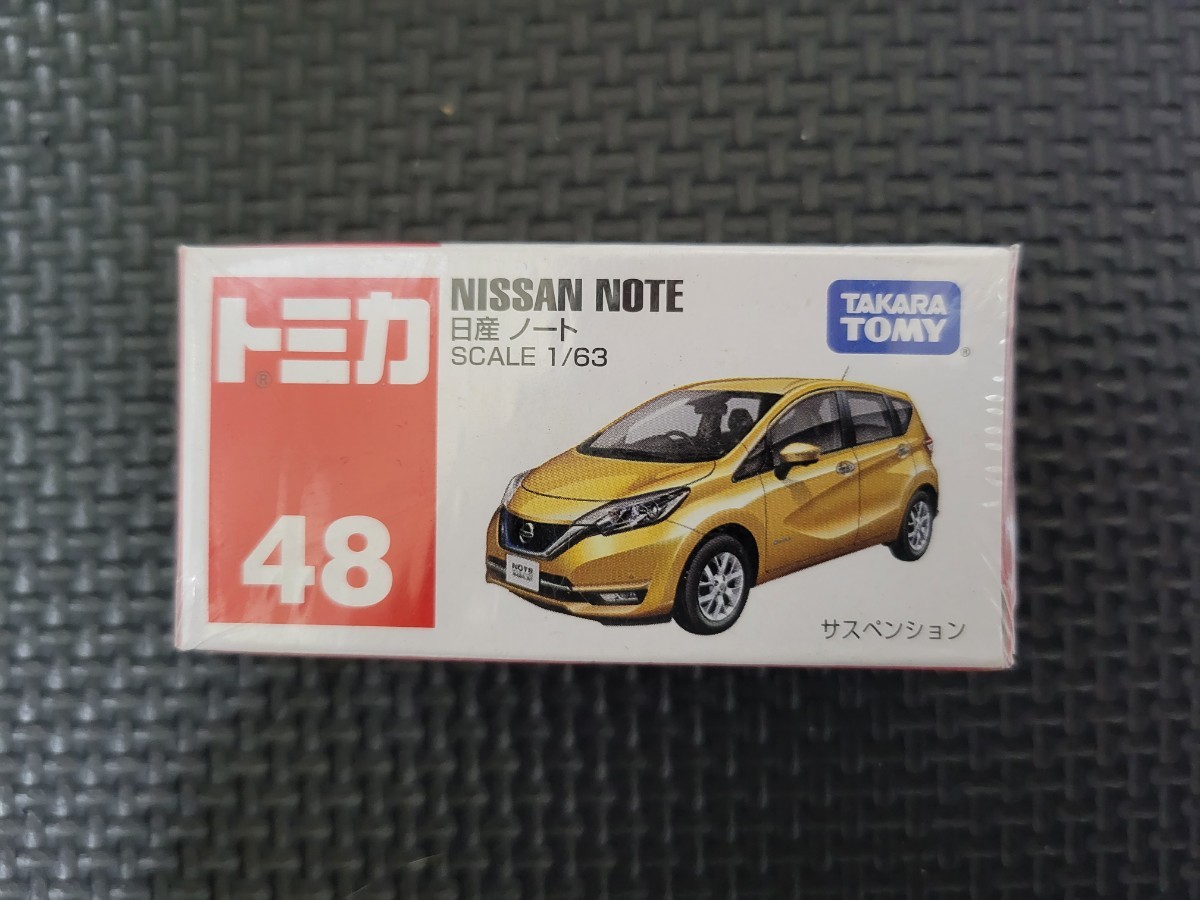 トミカ
®
48
NISSAN NOTE
日産 ノート
SCALE 1/63
TAKARA
TOMY
®
NOTE
サスペンション